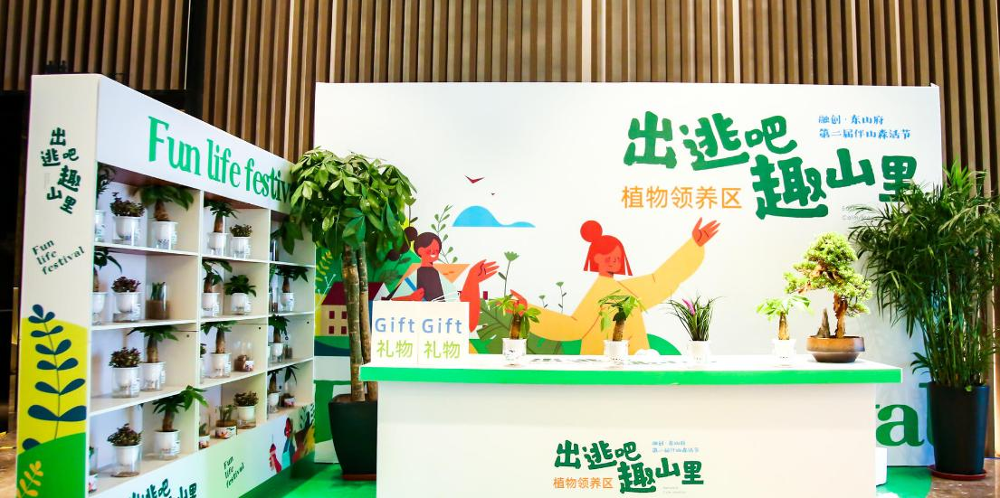 出
逃吧
趣
山里
Fun
life
festival
Fun life festiv
Fun
life
festival
出逃吧
趣山里
融创·东山府
第二届伴山森活节
植物领养区
Gift Gift
礼物 礼物
出逃吧
趣山里
融创·东山府
第二届伴山森活节
植物领养区
val